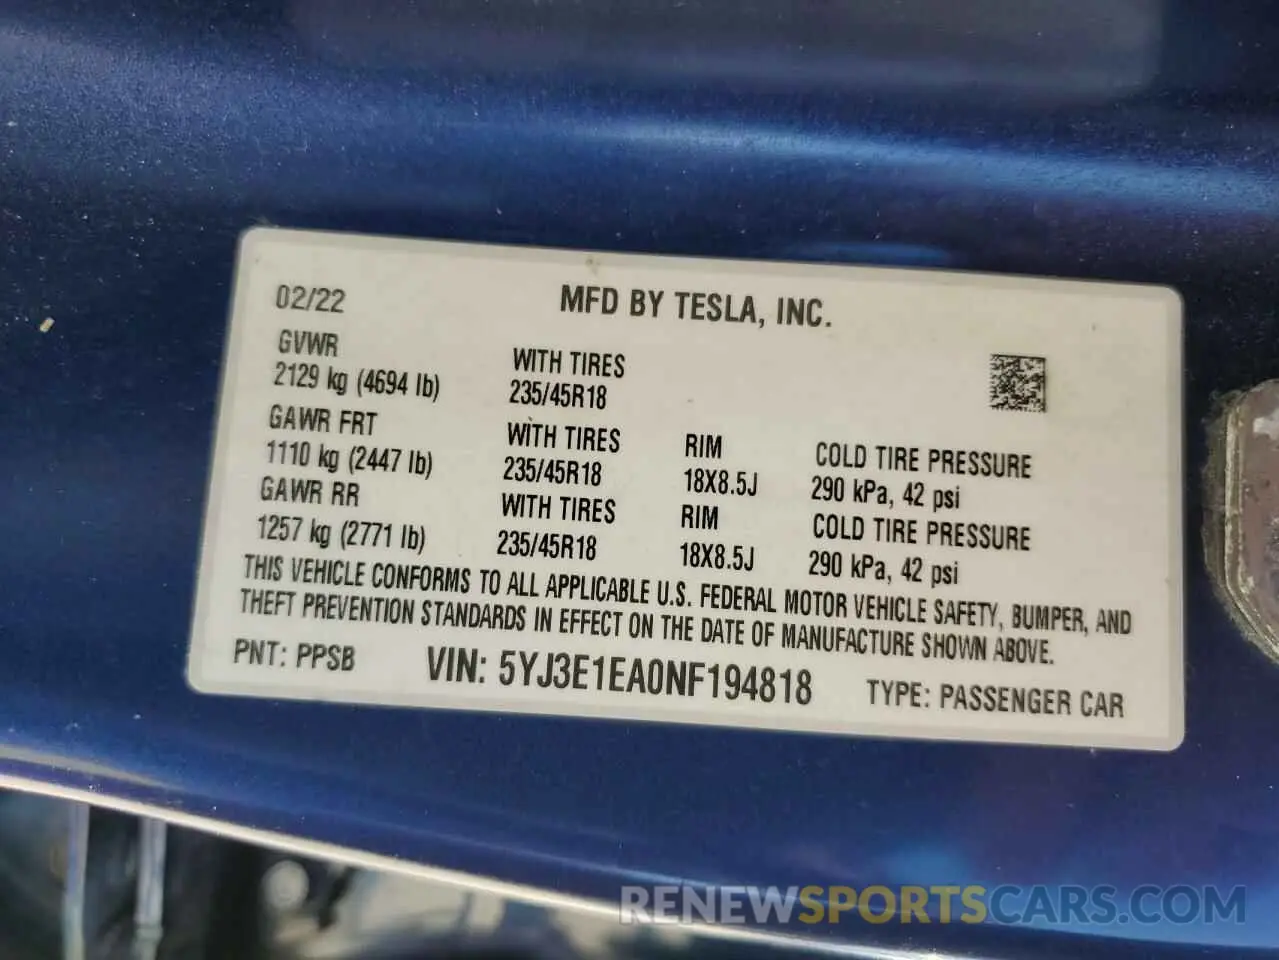 02/22 MFD BY TESLA, INC.
GVWR
2129 kg (4694 lb) WITH TIRES
235/45R18
GAWR FRT WITH TIRES RIM COLD TIRE PRESSURE
1110 kg (2447 lb) 235/45R18 18X8.5J 290 kPa, 42 psi
GAWR RR WITH TIRES RIM COLD TIRE PRESSURE
1257 kg (2771 lb) 235/45R18 18X8.5J 290 kPa, 42 psi
THIS VEHICLE CONFORMS TO ALL APPLICABLE U.S. FEDERAL MOTOR VEHICLE SAFETY, BUMPER, AND
THEFT PREVENTION STANDARDS IN EFFECT ON THE DATE OF MANUFACTURE SHOWN ABOVE.
PNT: PPSB VIN: 5YJ3E1EA0NF194818 TYPE: PASSENGER CAR
RENEWSPORTSCARS.COM